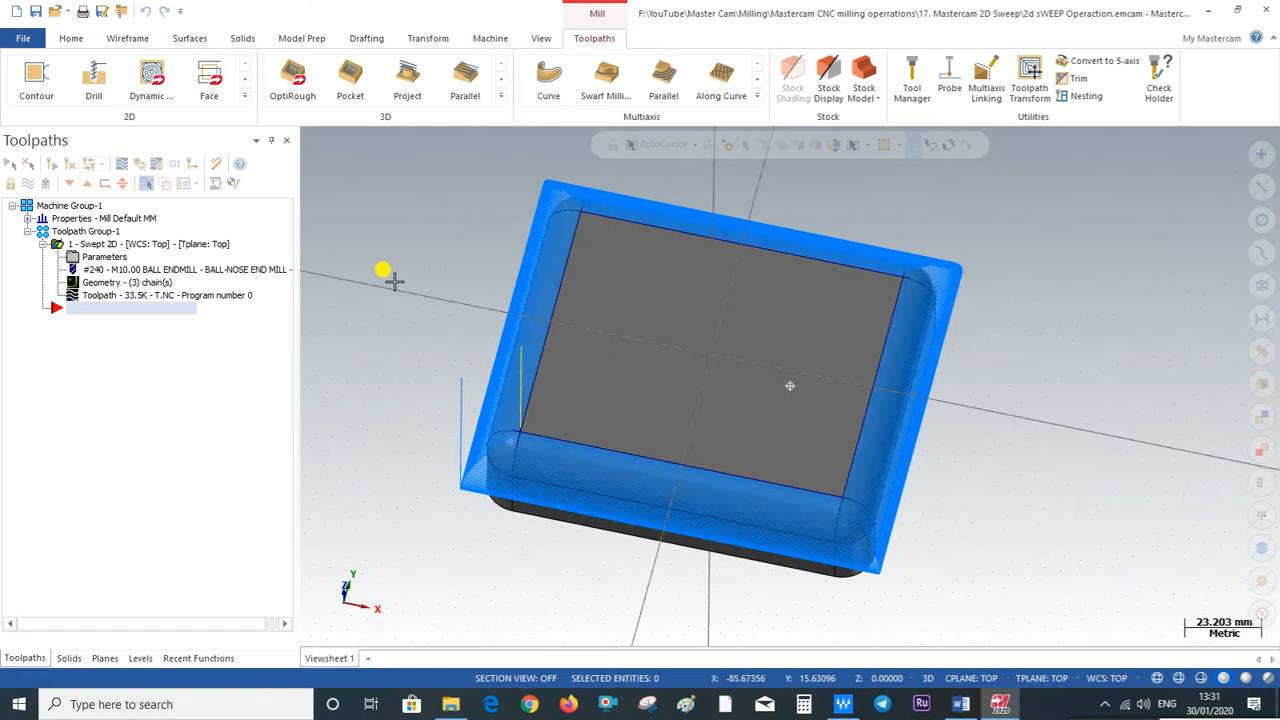 Mill
F:\YouTube\Master Cam\Milling\Mastercam CNC milling operrations\17. Mastercam 2D Sweep\2d sWEEP Operaction.emcam - Masterc...
File Home Wireframe Surfaces Solids Model Prep Drafting Transform Machine View Toolpaths My Mastercam
Contour Drill Dynamic ... Face OptiRough Pocket Project Parallel Curve Swarf Milli... Parallel Along Curve Stock Shading Stock Display Stock Model Tool Manager Probe Multiaxis Linking Toolpath Transform Convert to 5-axis Trim Nesting Check Holder
2D 3D Multiaxis Stock Utilities
Toolpaths
AutoCursor
G1
Machine Group-1
Properties - Mill Default MM
Toolpath Group-1
1 - Swept 2D - [WCS: Top] - [Tplane: Top]
Parameters
#240 - M10.00 BALL ENDMILL - BALL-NOSE END MILL -
Geometry - (3) chain(s)
Toolpath - 33.5K - T.NC - Program number 0
Y
Z
X
23.203 mm
Metric
Toolpaths Solids Planes Levels Recent Functions Viewsheet 1 +
SECTION VIEW: OFF SELECTED ENTITIES: 0 X: -85.67356 Y: 15.63096 Z: 0.00000 3D CPLANE: TOP TPLANE: TOP WCS: TOP
Type here to search
W
Ru
2020
ENG
13:31
30/01/2020